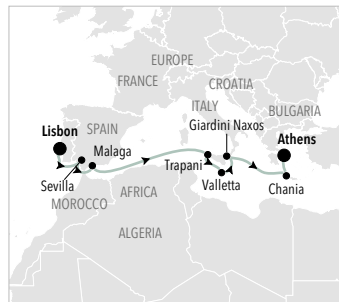 EUROPE
FRANCE
CROATIA
ITALY
BULGARIA
Giardini Naxos
Lisbon
SPAIN
Athens
Malaga
Trapani
Sevilla
Valletta
Chania
MOROCCO
AFRICA
ALGERIA